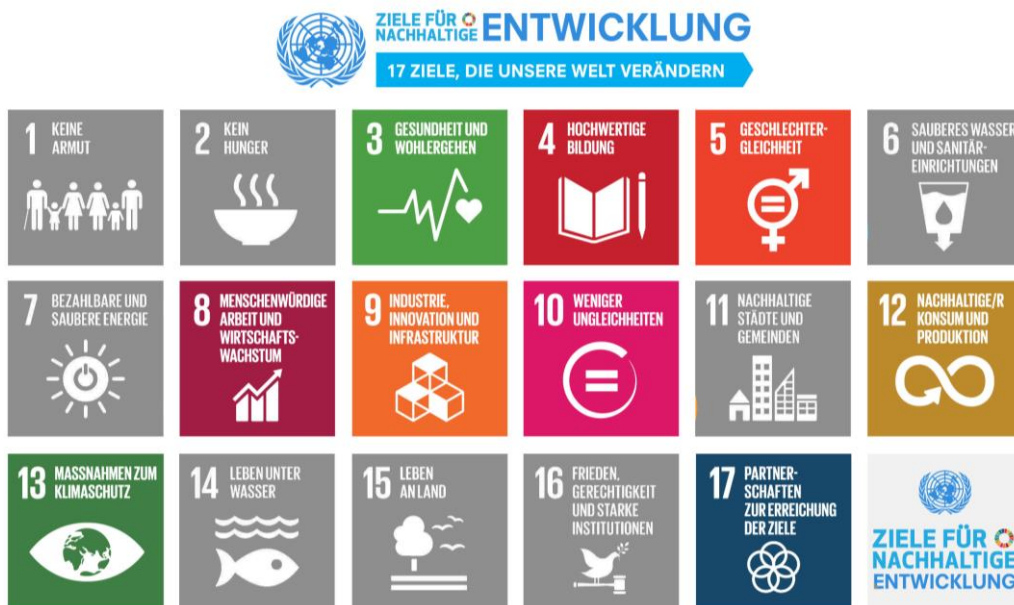 ZIELE FÜR
NACHHALTIGE ENTWICKLUNG
17 ZIELE, DIE UNSERE WELT VERÄNDERN
1 KEINE
ARMUT
2 KEIN
HUNGER
3 GESUNDHEIT UND
WOHLERGEHEN
4 HOCHWERTIGE
BILDUNG
5 GESCHLECHTER-
GLEICHHEIT
6 SAUBERES WASSER
UND SANITÄR-
EINRICHTUNGEN
7 BEZAHLBARE UND
SAUBERE ENERGIE
8 MENSCHENWÜRDIGE
ARBEIT UND
WIRTSCHAFTS-
WACHSTUM
9 INDUSTRIE,
INNOVATION UND
INFRASTRUKTUR
10 WENIGER
UNGLEICHHEITEN
11 NACHHALTIGE
STÄDTE UND
GEMEINDEN
12 NACHHALTIGE/R
KONSUM UND
PRODUKTION
13 MASSNAHMEN ZUM
KLIMASCHUTZ
14 LEBEN UNTER
WASSER
15 LEBEN
AN LAND
16 FRIEDEN,
GERECHTIGKEIT
UND STARKE
INSTITUTIONEN
17 PARTNER-
SCHAFTEN
ZUR ERREICHUNG
DER ZIELE
ZIELE FÜR
NACHHALTIGE
ENTWICKLUNG